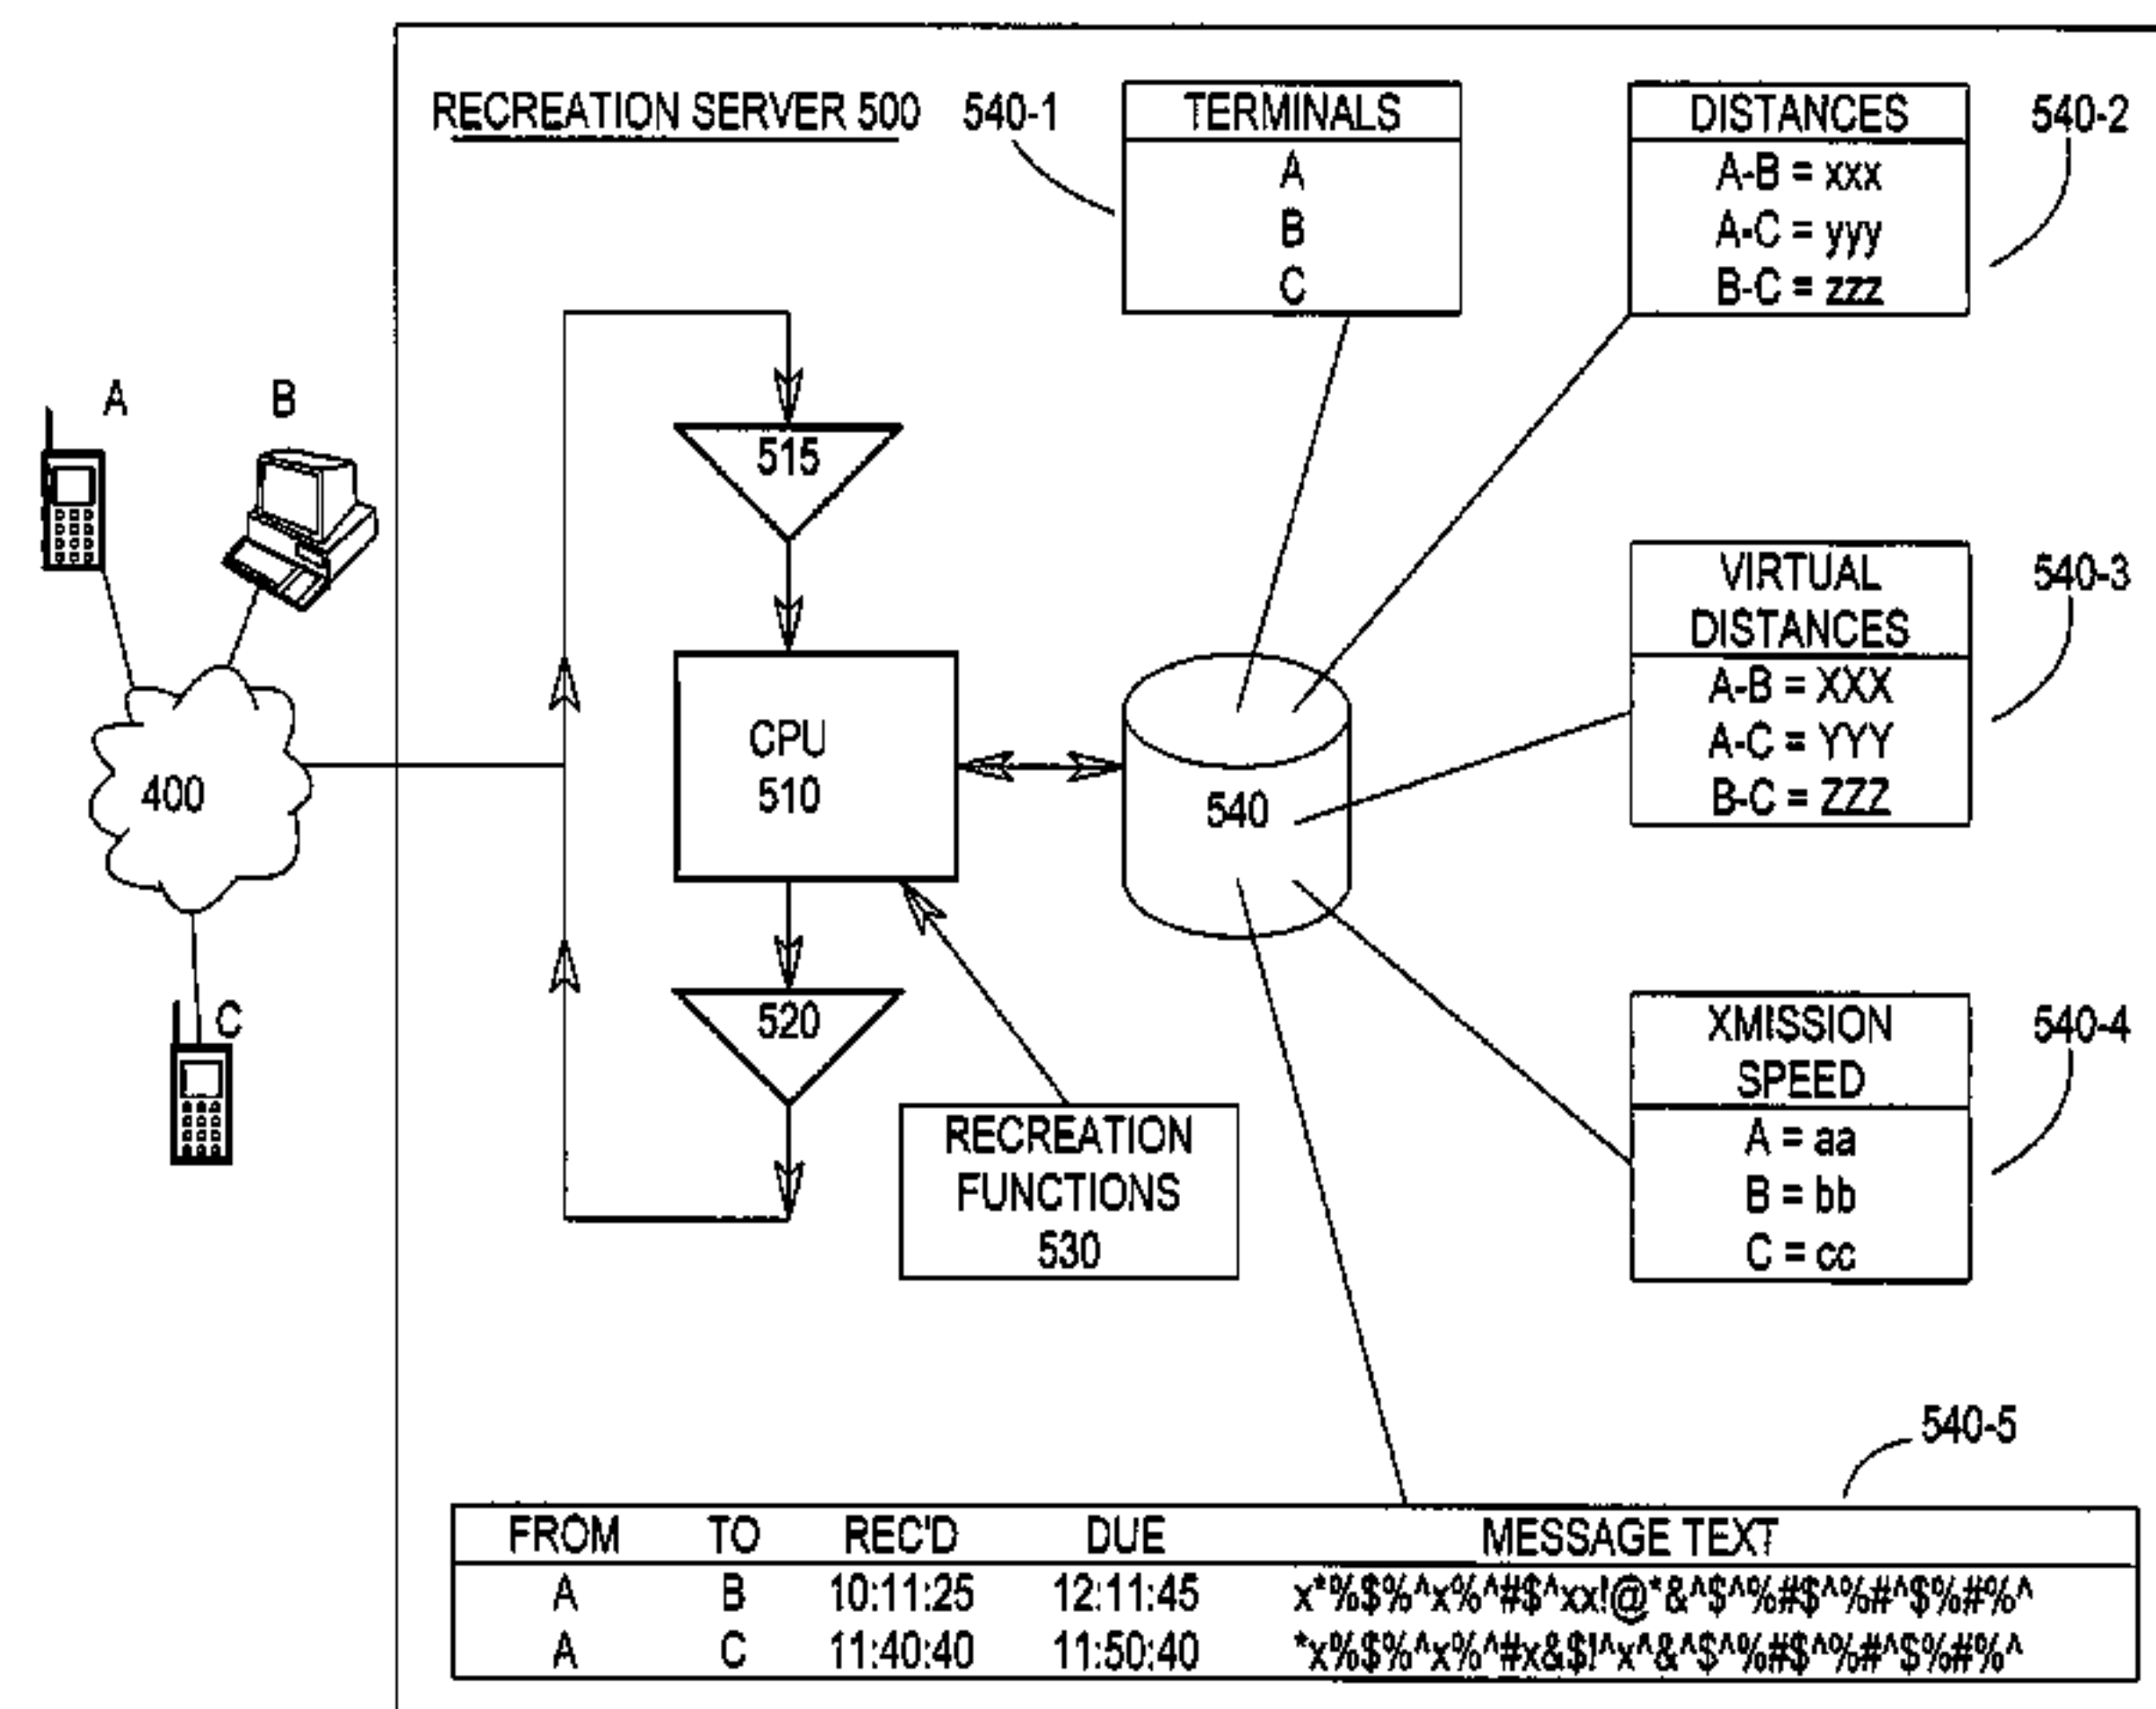 RECREATION SERVER 500
540-1
TERMINALS
A
B
C
DISTANCES
A-B = xxx
A-C = yyy
B-C = zzz
540-2
A
B
515
VIRTUAL
DISTANCES
A-B = XXX
A-C = YYY
B-C = ZZZ
540-3
400
CPU
510
540
C
520
XMISSION
SPEED
A = aa
B = bb
C = cc
540-4
RECREATION
FUNCTIONS
530
540-5
FROM TO REC'D DUE MESSAGE TEXT
A B 10:11:25 12:11:45 x*%$%^x%^#$^xx!@*&^$^%#$^%#^$%#%^
A C 11:40:40 11:50:40 *x%$%^x%^#x&$!^x^&^$^%#$^%#^$%#%^